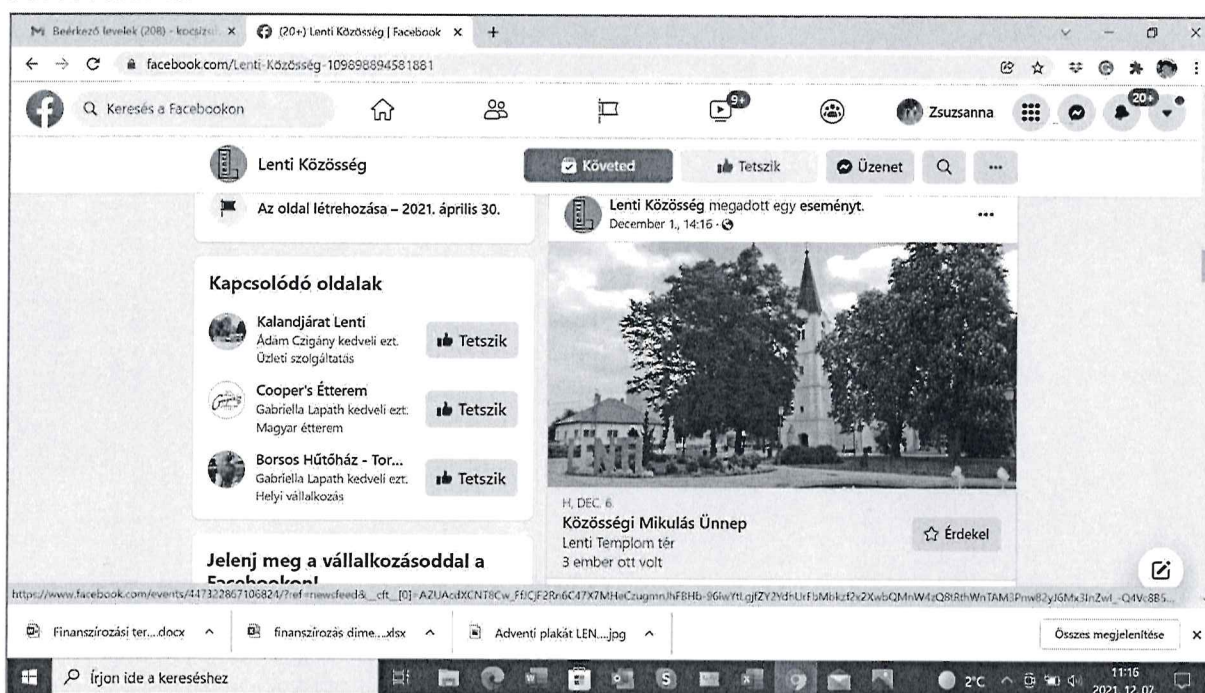 Beérkező levelek (208) - kocsizs
(20+) Lenti Közösség | Facebook
facebook.com/Lenti-Közösség-109898894581881
Keresés a Facebookon
9+
Zsuzsanna
20+
Lenti Közösség
Követed
Tetszik
Üzenet
Az oldal létrehozása – 2021. április 30.
Kapcsolódó oldalak
Kalandjárat Lenti
Ádám Czigány kedveli ezt.
Üzleti szolgáltatás
Tetszik
Cooper's Étterem
Gabriella Lapath kedveli ezt.
Magyar étterem
Tetszik
Borsos Hűtőház - Tor...
Gabriella Lapath kedveli ezt.
Helyi vállalkozás
Tetszik
Jelenj meg a vállalkozásoddal a
Facebookon!
Lenti Közösség megadott egy eseményt.
December 1., 14:16
LENTI
H, DEC. 6.
Közösségi Mikulás Ünnep
Lenti Templom tér
3 ember ott volt
Érdekel
Finanszírozási ter....docx
finanszírozás dime....xlsx
Adventi plakát LEN....jpg
Összes megjelenítése
Írjon ide a kereséshez
2°C
11:16
2021. 12. 07.